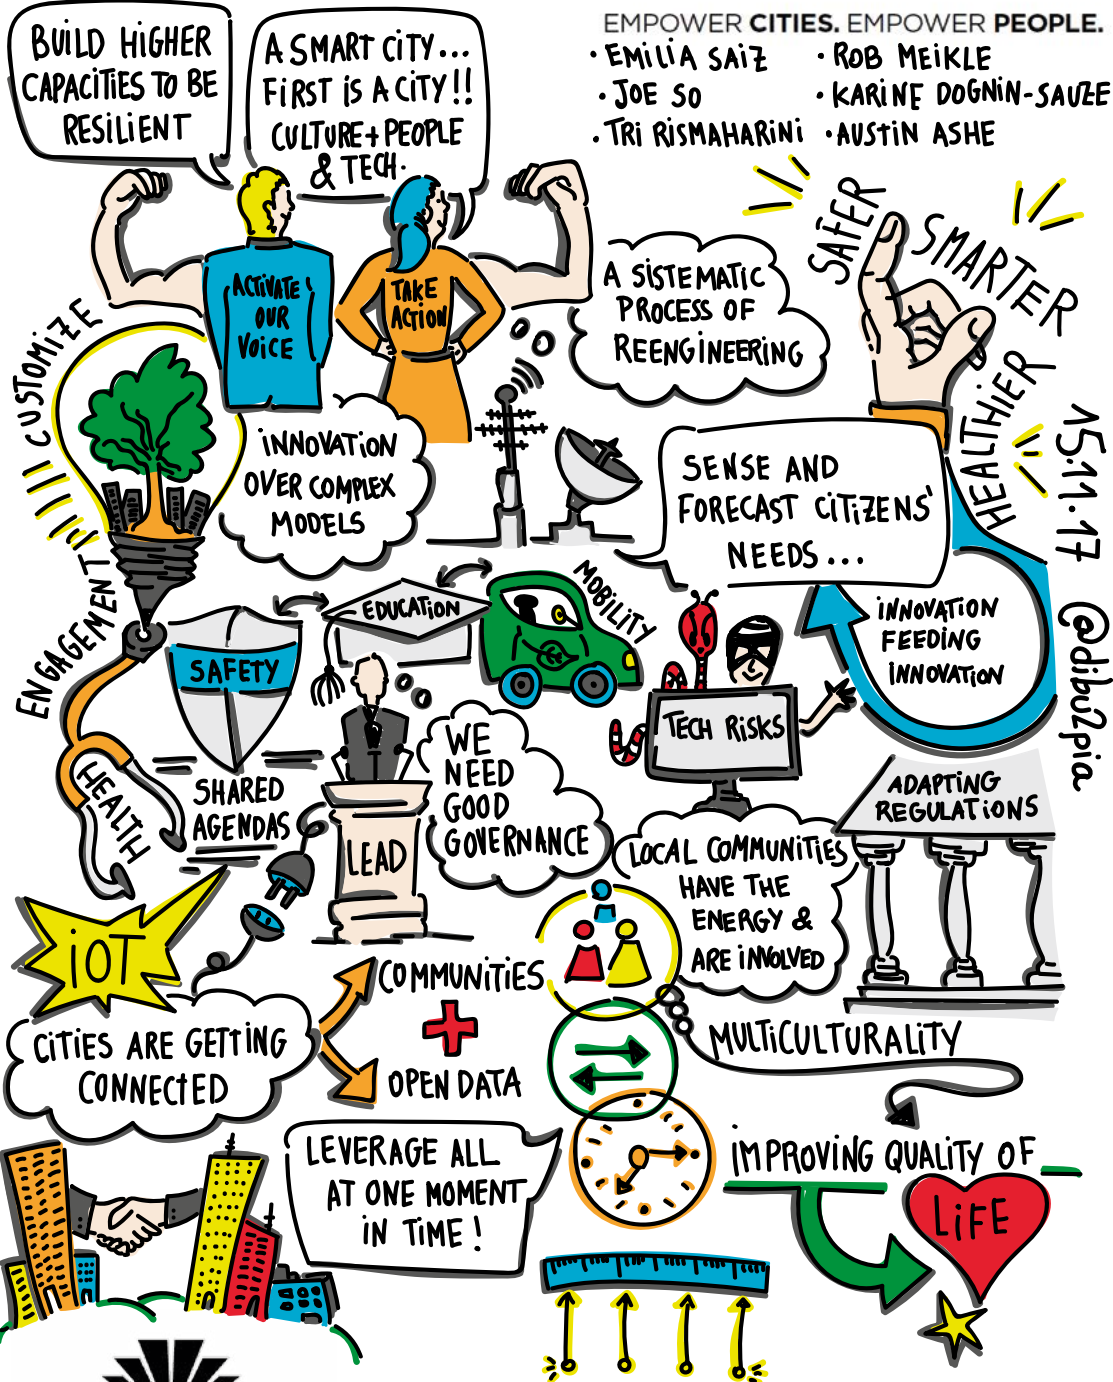 EMPOWER CITIES. EMPOWER PEOPLE.
• EMILIA SAIZ
• JOE SO
• TRI RISMAHARINI
• ROB MEIKLE
• KARINE DOGNIN-SAUZE
• AUSTIN ASHE
BUILD HIGHER
CAPACITIES TO BE
RESILIENT
A SMART CITY...
FIRST IS A CITY!!
CULTURE + PEOPLE
& TECH.
ACTIVATE
OUR
VOICE
TAKE
ACTION
A SISTEMATIC
PROCESS OF
REENGINEERING
SAFER
SMARTER
HEALTHIER
15.11.17
@dibu2pia
CUSTOMIZE
ENGAGEMENT
HEALTH
INNOVATION
OVER COMPLEX
MODELS
SENSE AND
FORECAST CITIZENS'
NEEDS...
INNOVATION
FEEDING
INNOVATION
EDUCATION
MOBILITY
SAFETY
SHARED
AGENDAS
LEAD
WE
NEED
GOOD
GOVERNANCE
TECH RISKS
ADAPTING
REGULATIONS
LOCAL COMMUNITIES
HAVE THE
ENERGY &
ARE INVOLVED
IOT
CITIES ARE GETTING
CONNECTED
COMMUNITIES
OPEN DATA
MULTICULTURALITY
LEVERAGE ALL
AT ONE MOMENT
IN TIME!
IMPROVING QUALITY OF
LIFE